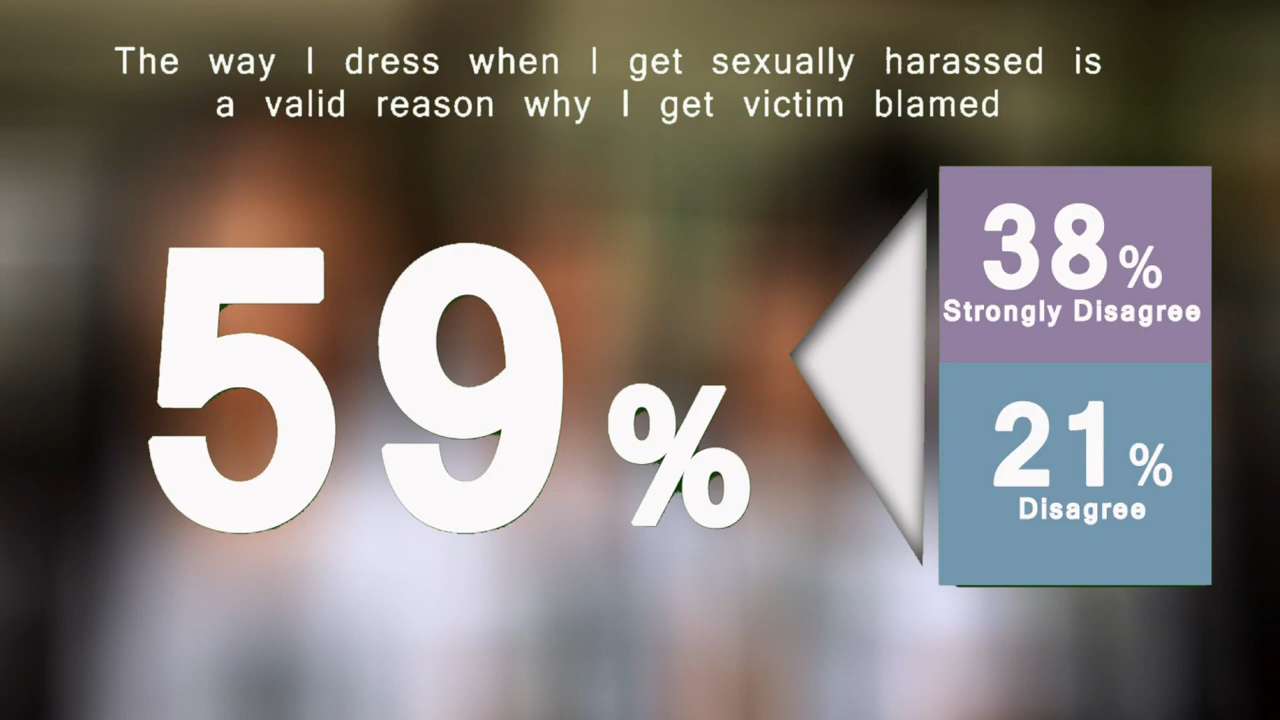 The way I dress when I get sexually harassed is
a valid reason why I get victim blamed
59%
38%
Strongly Disagree
21%
Disagree